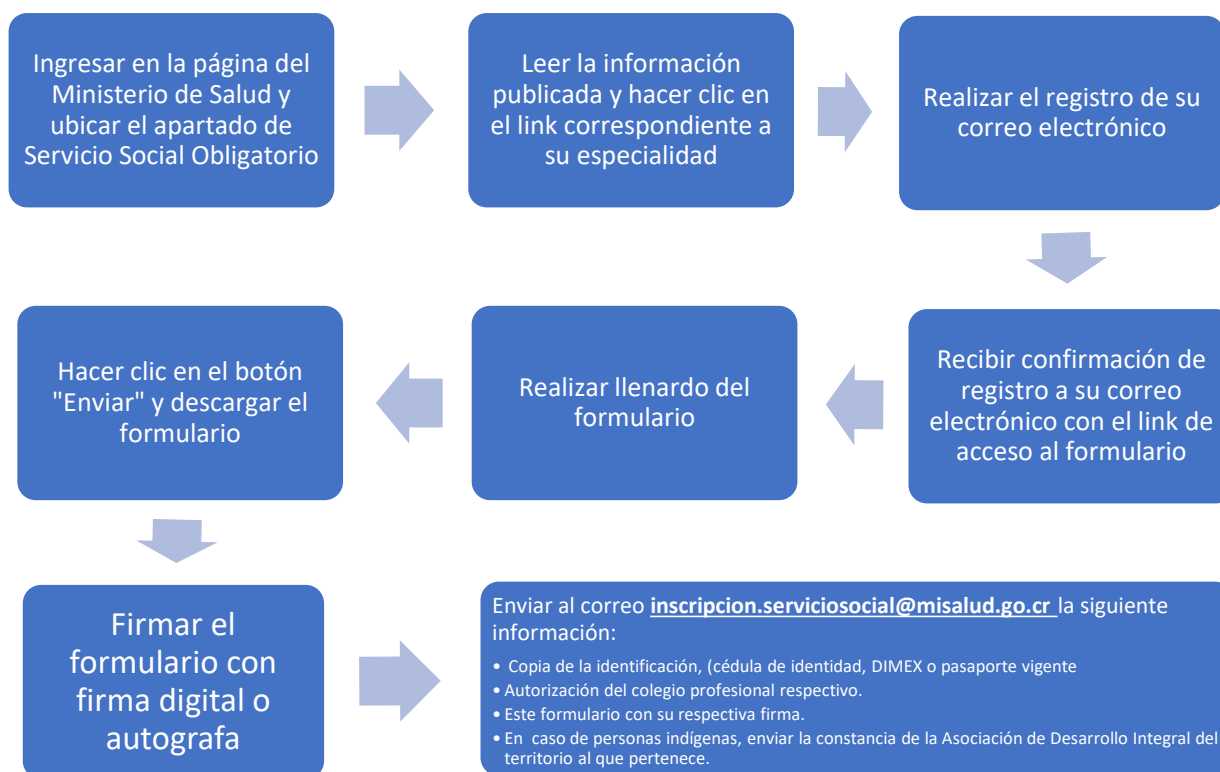 Ingresar en la página del
Ministerio de Salud y
ubicar el apartado de
Servicio Social Obligatorio
Leer la información
publicada y hacer clic en
el link correspondiente a
su especialidad
Realizar el registro de su
correo electrónico
Recibir confirmación de
registro a su correo
electrónico con el link de
acceso al formulario
Realizar llenardo del
formulario
Hacer clic en el botón
"Enviar" y descargar el
formulario
Firmar el
formulario con
firma digital o
autografa
Enviar al correo inscripcion.serviciosocial@misalud.go.cr la siguiente
información:
• Copia de la identificación, (cédula de identidad, DIMEX o pasaporte vigente
• Autorización del colegio profesional respectivo.
• Este formulario con su respectiva firma.
• En caso de personas indígenas, enviar la constancia de la Asociación de Desarrollo Integral del
territorio al que pertenece.